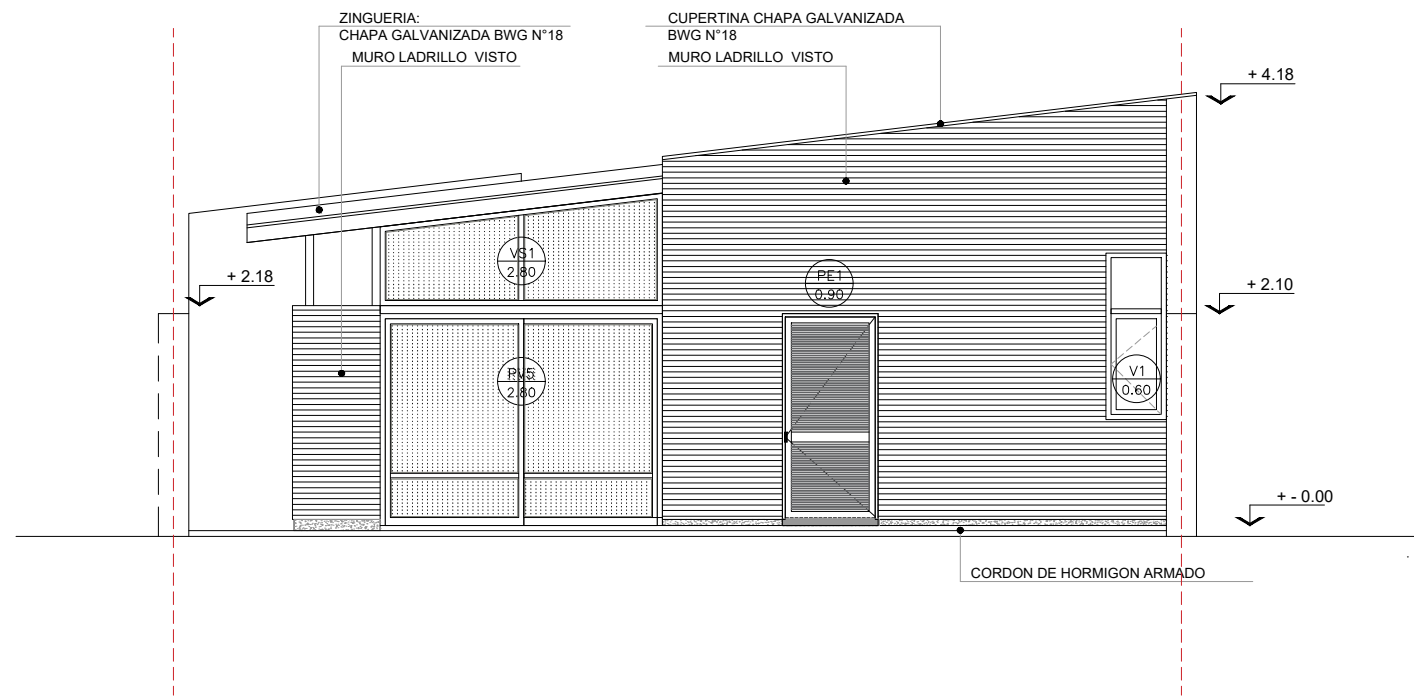 ZINGUERIA:
CHAPA GALVANIZADA BWG N°18
MURO LADRILLO VISTO
CUPERTINA CHAPA GALVANIZADA
BWG N°18
MURO LADRILLO VISTO
+ 4.18
VS1
2.80
+ 2.18
PE1
0.90
+ 2.10
PV5
2.80
V1
0.60
+ - 0.00
CORDON DE HORMIGON ARMADO